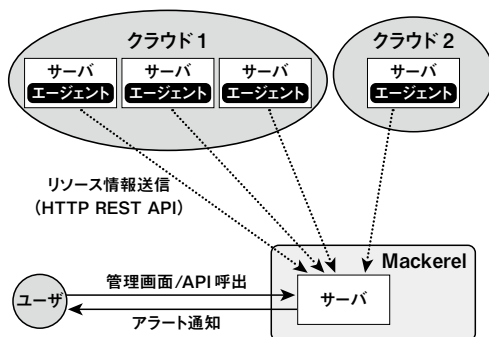 クラウド1
クラウド2
サーバ
エージェント
サーバ
エージェント
サーバ
エージェント
サーバ
エージェント
リソース情報送信
（HTTP REST API）
Mackerel
サーバ
ユーザ
管理画面/API呼出
アラート通知